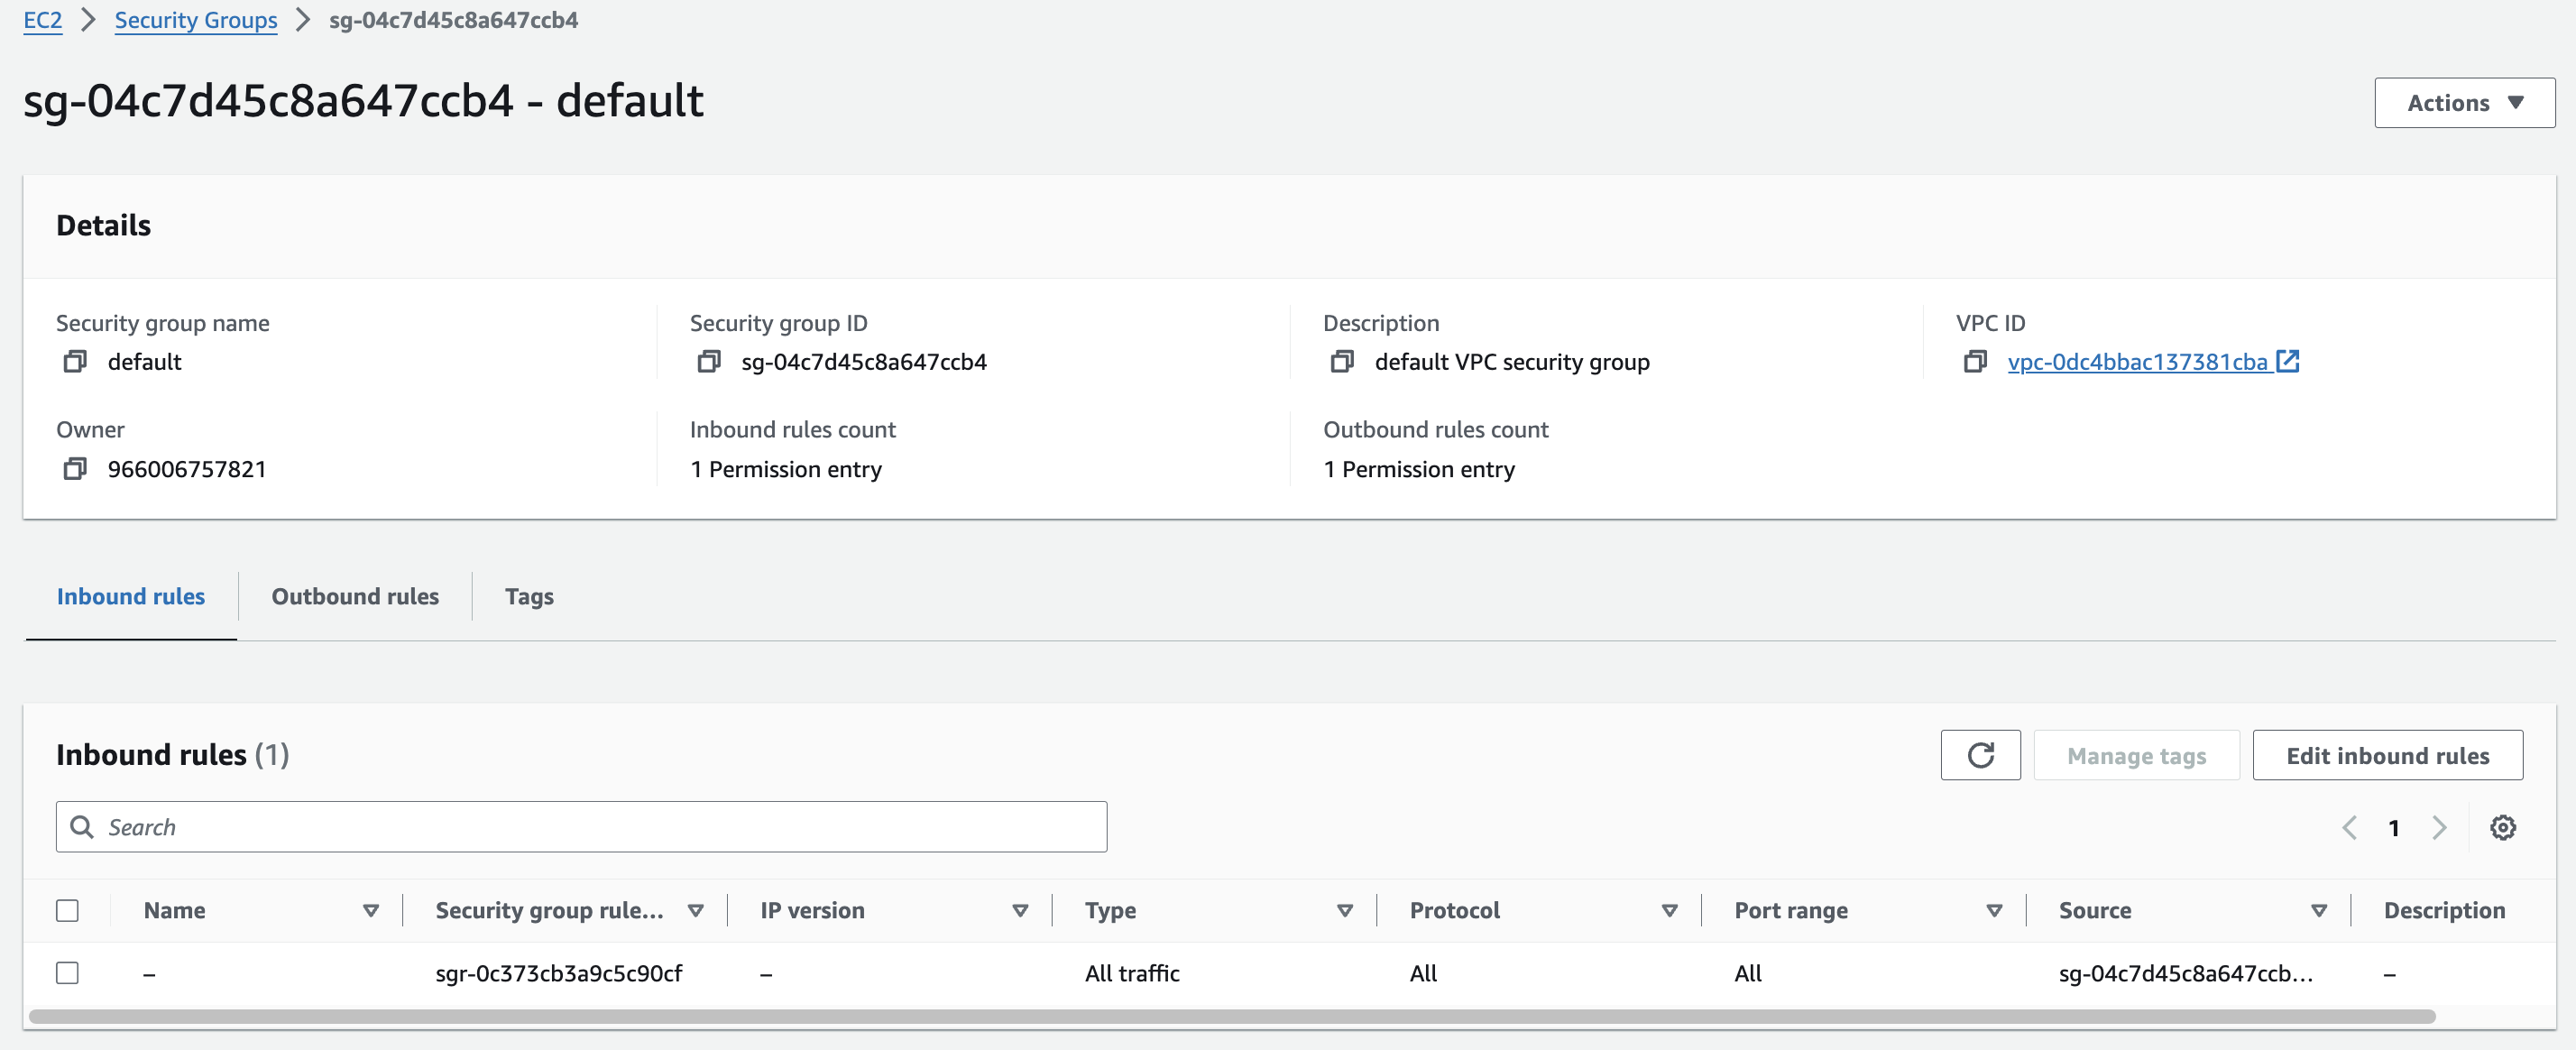 EC2 > Security Groups > sg-04c7d45c8a647ccb4
sg-04c7d45c8a647ccb4 - default
Actions
Details
Security group name
default
Security group ID
sg-04c7d45c8a647ccb4
Description
default VPC security group
VPC ID
vpc-0dc4bbac137381cba
Owner
966006757821
Inbound rules count
1 Permission entry
Outbound rules count
1 Permission entry
Inbound rules Outbound rules Tags
Inbound rules (1)
Manage tags Edit inbound rules
Search
1
Name Security group rule... IP version Type Protocol Port range Source Description
– sgr-0c373cb3a9c5c90cf – All traffic All All sg-04c7d45c8a647ccb... –